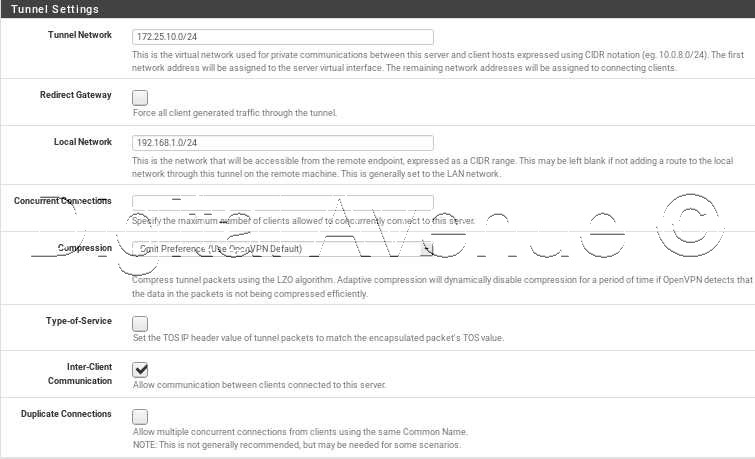 Tunnel Settings
Tunnel Network
172.25.10.0/24
This is the virtual network used for private communications between this server and client hosts expressed using CIDR notation (eg. 10.0.8.0/24). The first
network address will be assigned to the server virtual interface. The remaining network addresses will be assigned to connecting clients.
Redirect Gateway
Force all client generated traffic through the tunnel.
Local Network
192.168.1.0/24
This is the network that will be accessible from the remote endpoint, expressed as a CIDR range. This may be left blank if not adding a route to the local
network through this tunnel on the remote machine. This is generally set to the LAN network.
Concurrent Connections
Specify the maximum number of clients allowed to concurrently connect to this server.
Compression
Omit Preference (Use OpenVPN Default)
Compress tunnel packets using the LZO algorithm. Adaptive compression will dynamically disable compression for a period of time if OpenVPN detects that
the data in the packets is not being compressed efficiently.
Type-of-Service
Set the TOS IP header value of tunnel packets to match the encapsulated packet's TOS value.
Inter-Client
Communication
Allow communication between clients connected to this server.
Duplicate Connections
Allow multiple concurrent connections from clients using the same Common Name.
NOTE: This is not generally recommended, but may be needed for some scenarios.